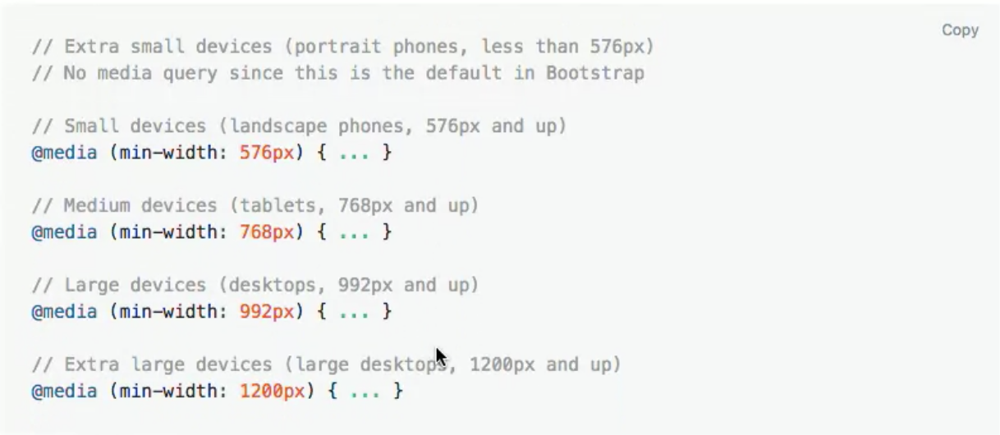 Copy
// Extra small devices (portrait phones, less than 576px)
// No media query since this is the default in Bootstrap
// Small devices (landscape phones, 576px and up)
@media (min-width: 576px) { ... }
// Medium devices (tablets, 768px and up)
@media (min-width: 768px) { ... }
// Large devices (desktops, 992px and up)
@media (min-width: 992px) { ... }
// Extra large devices (large desktops, 1200px and up)
@media (min-width: 1200px) { ... }